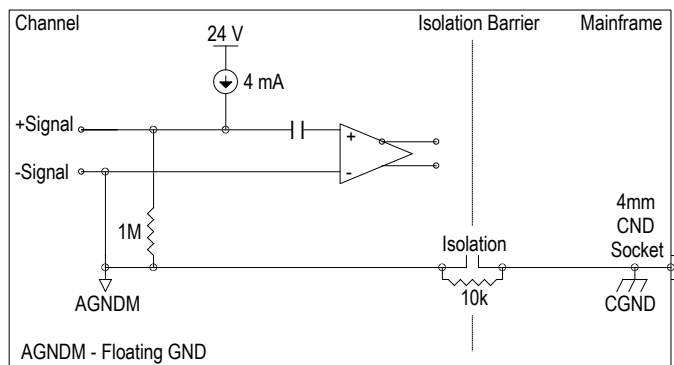 Channel
Isolation Barrier
Mainframe
24 V
4 mA
+Signal
-Signal
+
-
1M
4mm
CND
Socket
Isolation
10k
AGNDM
CGND
AGNDM - Floating GND